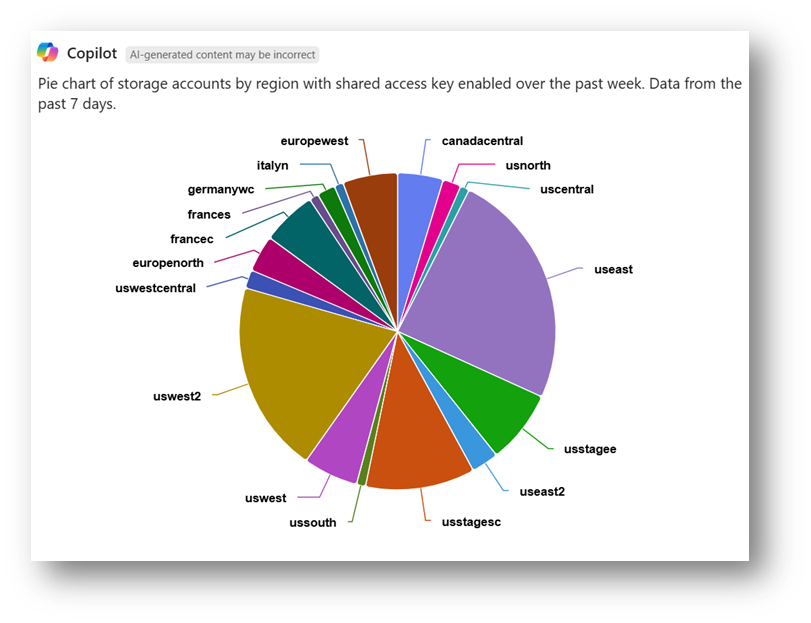 Copilot AI-generated content may be incorrect
Pie chart of storage accounts by region with shared access key enabled over the past week. Data from the
past 7 days.
europewest
canadacentral
italyn
usnorth
germanywc
uscentral
frances
francec
europenorth
useast
uswestcentral
uswest2
usstagee
useast2
uswest
ussouth
usstagesc